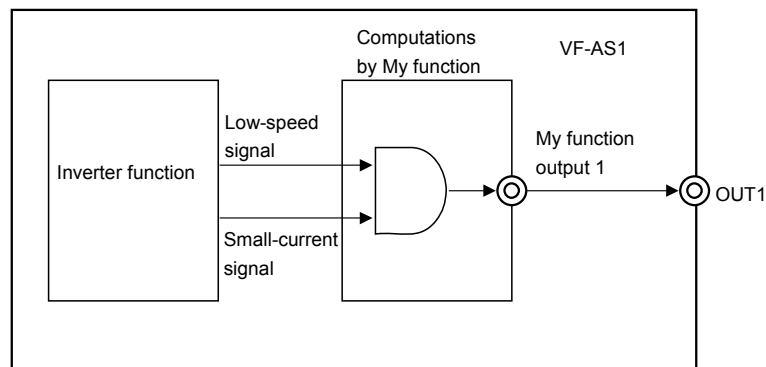 Computations
by My function
VF-AS1
Inverter function
Low-speed
signal
My function
output 1
OUT1
Small-current
signal